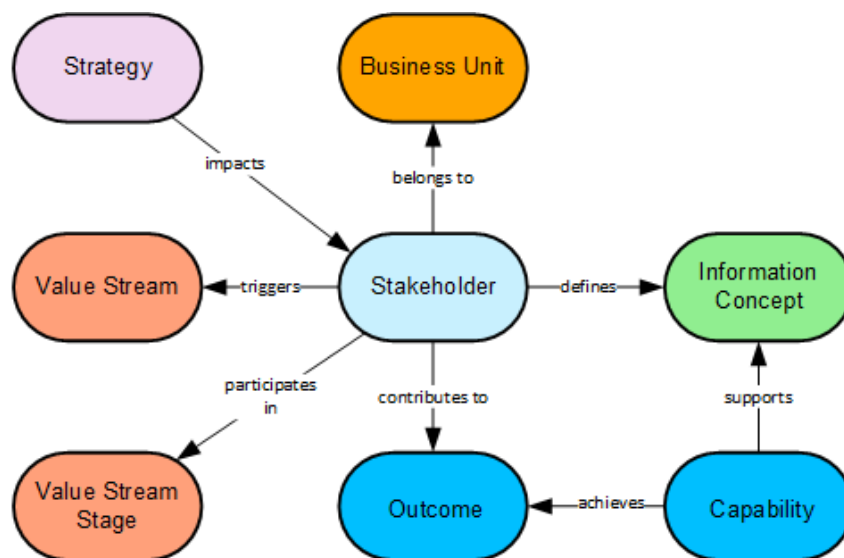 Strategy
Business Unit
impacts
belongs to
Value Stream
triggers
Stakeholder
defines
Information
Concept
participates
in
contributes to
supports
Value Stream
Stage
Outcome
achieves
Capability